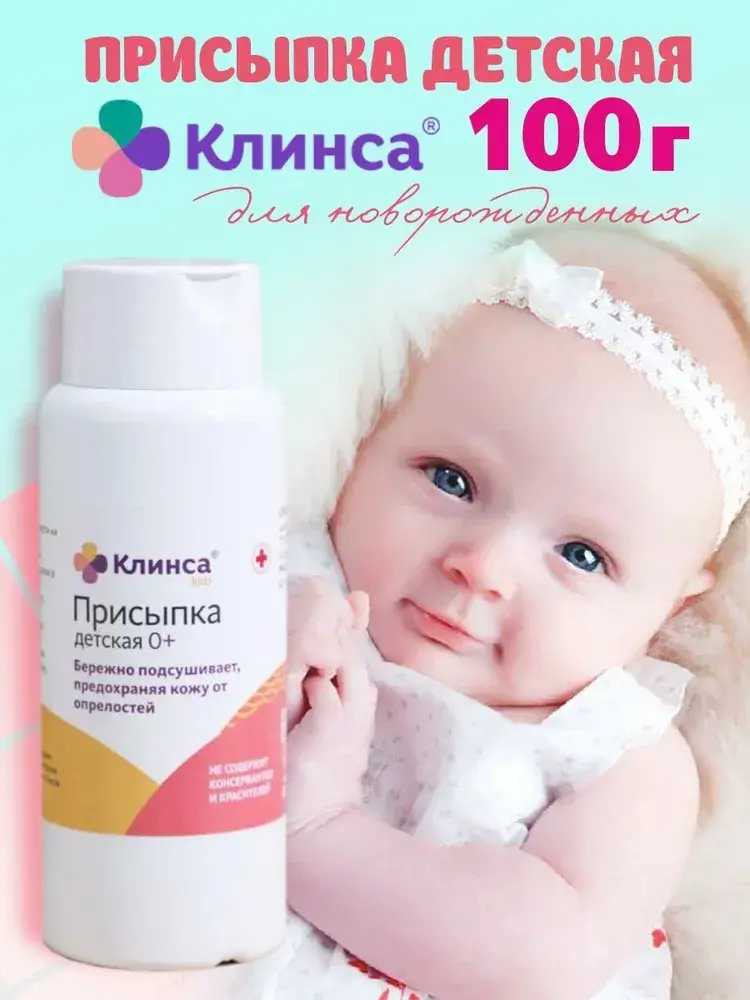 ПРИСЫПКА ДЕТСКАЯ
Клинса® 100г
для новорожденных
Клинса®
kids
Присыпка
детская 0+
Бережно подсушивает,
предохраняя кожу от
опрелостей
НЕ СОДЕРЖИТ
КОНСЕРВАНТОВ
И КРАСИТЕЛЕЙ